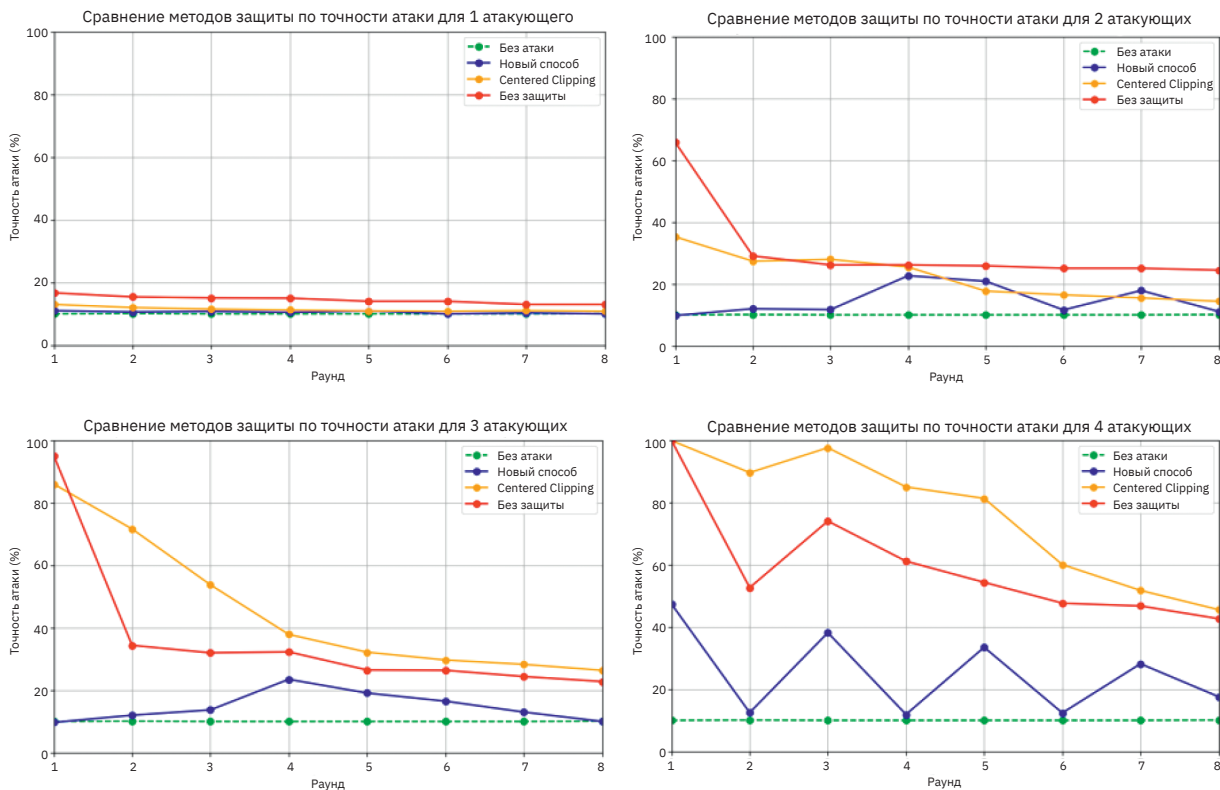 Сравнение методов защиты по точности атаки для 1 атакующего
100
80
60
40
20
0
Точность атаки (%)
Без атаки
Новый способ
Centered Clipping
Без защиты
1 2 3 4 5 6 7 8
Раунд
Сравнение методов защиты по точности атаки для 2 атакующих
100
80
60
40
20
0
Точность атаки (%)
Без атаки
Новый способ
Centered Clipping
Без защиты
1 2 3 4 5 6 7 8
Раунд
Сравнение методов защиты по точности атаки для 3 атакующих
100
80
60
40
20
0
Точность атаки (%)
Без атаки
Новый способ
Centered Clipping
Без защиты
1 2 3 4 5 6 7 8
Раунд
Сравнение методов защиты по точности атаки для 4 атакующих
100
80
60
40
20
0
Точность атаки (%)
Без атаки
Новый способ
Centered Clipping
Без защиты
1 2 3 4 5 6 7 8
Раунд